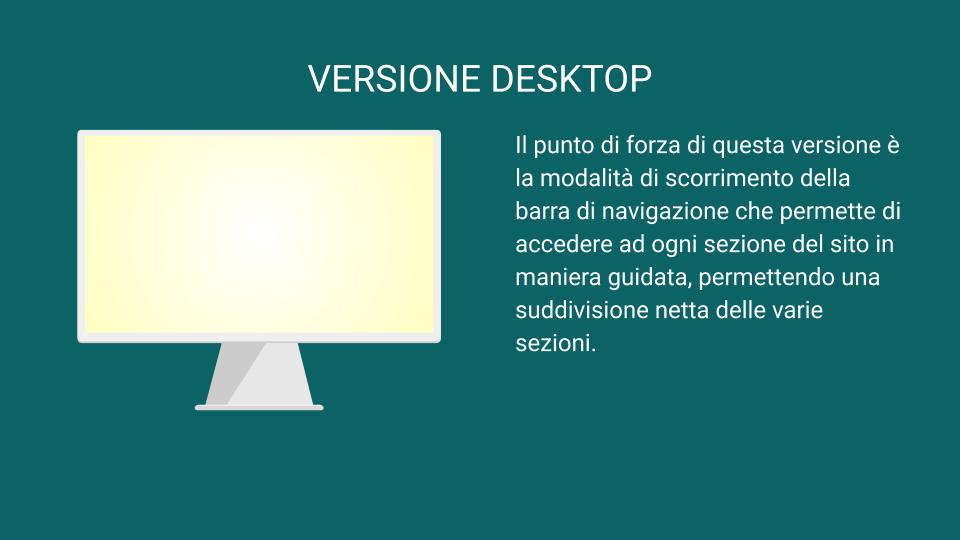 VERSIONE DESKTOP
Il punto di forza di questa versione è
la modalità di scorrimento della
barra di navigazione che permette di
accedere ad ogni sezione del sito in
maniera guidata, permettendo una
suddivisione netta delle varie
sezioni.